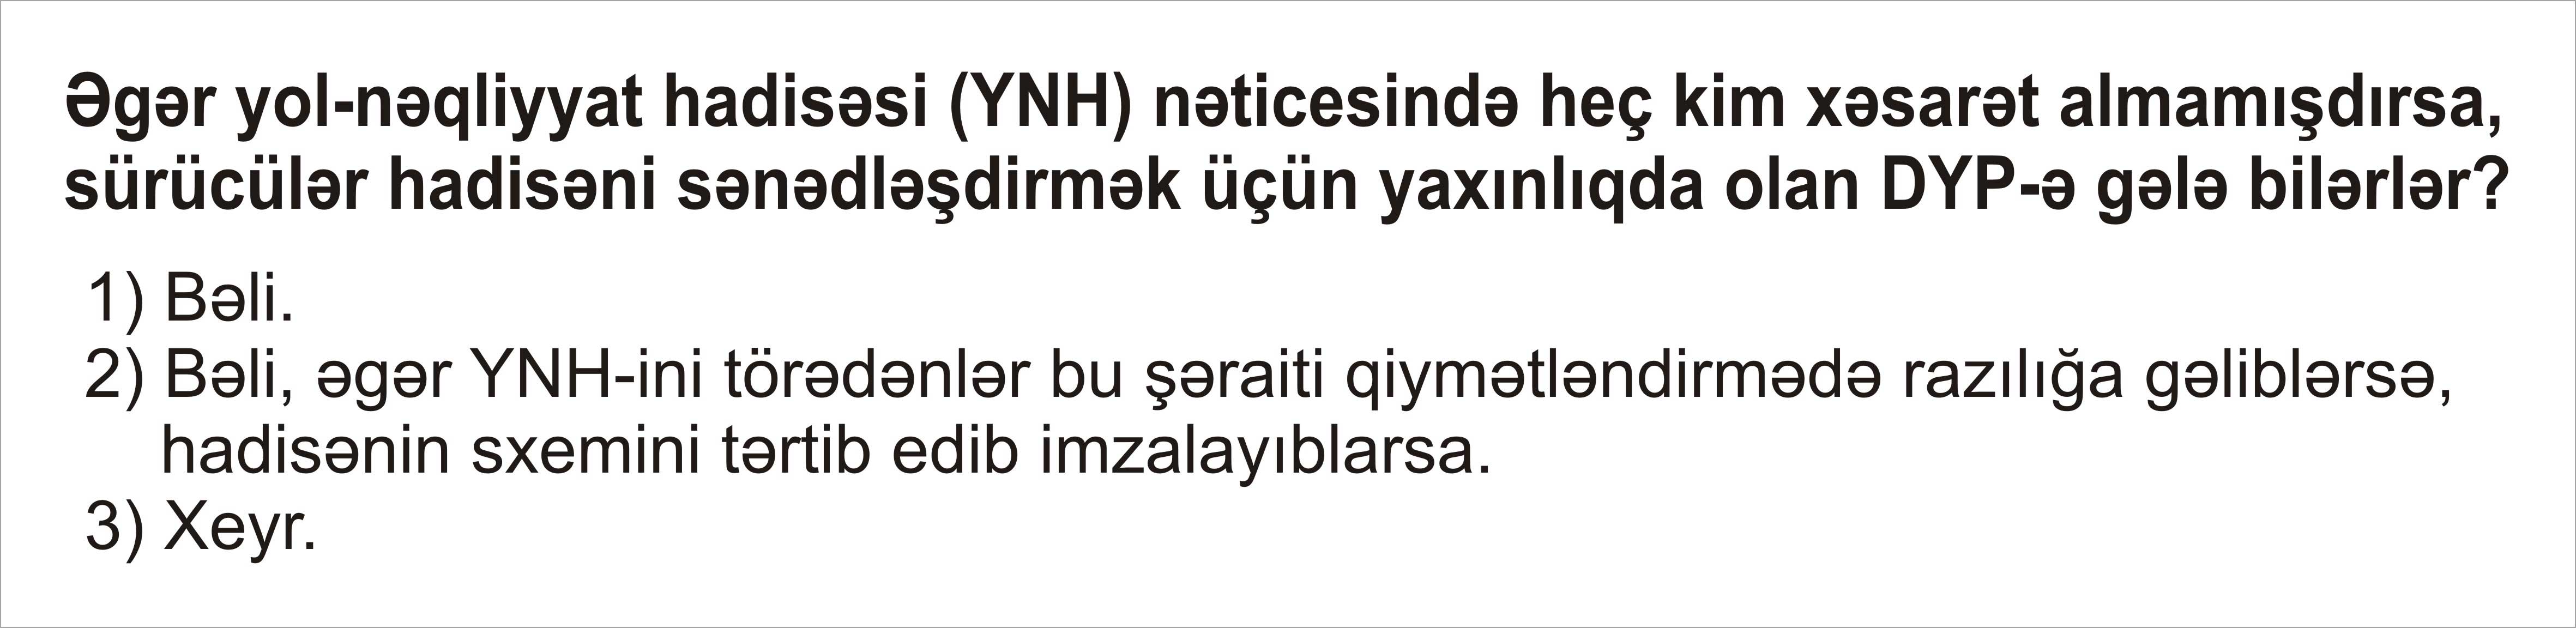 Əgər yol-nəqliyyat hadisəsi (YNH) nəticesində heç kim xəsarət almamışdırsa,
sürücülər hadisəni sənədləşdirmək üçün yaxınlıqda olan DYP-ə gələ bilərlər?
1) Bəli.
2) Bəli, əgər YNH-ini törədənlər bu şəraiti qiymətləndirmədə razılığa gəliblərsə,
hadisənin sxemini tərtib edib imzalayıblarsa.
3) Xeyr.